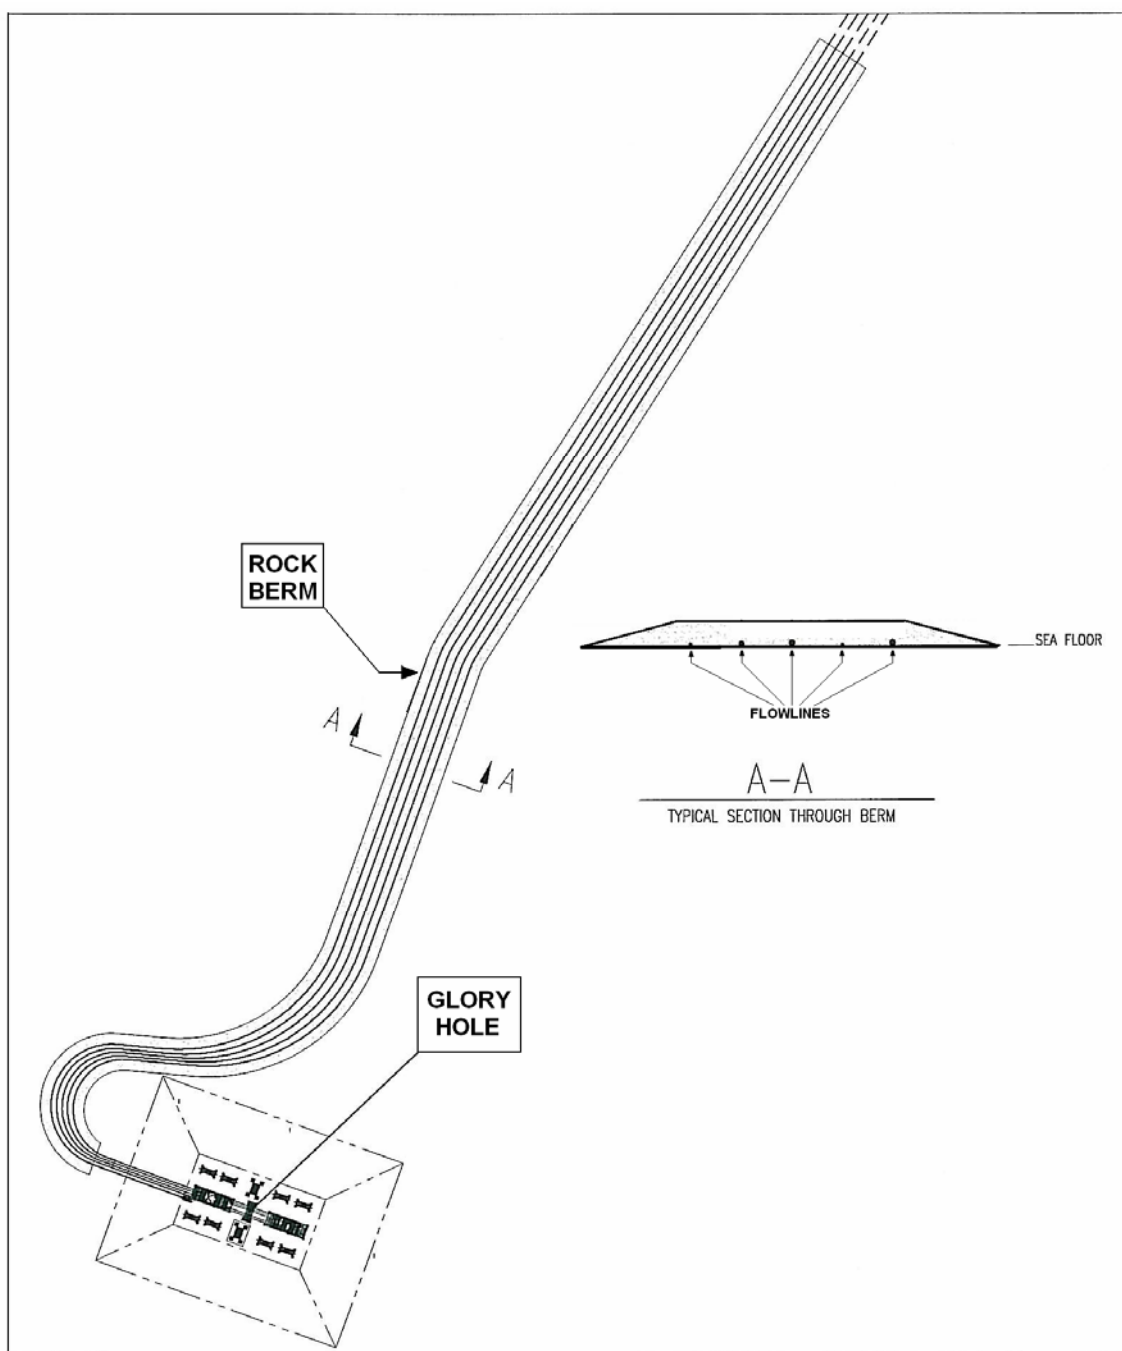 ROCK
BERM
SEA FLOOR
FLOWLINES
A
A
A-A
TYPICAL SECTION THROUGH BERM
GLORY
HOLE